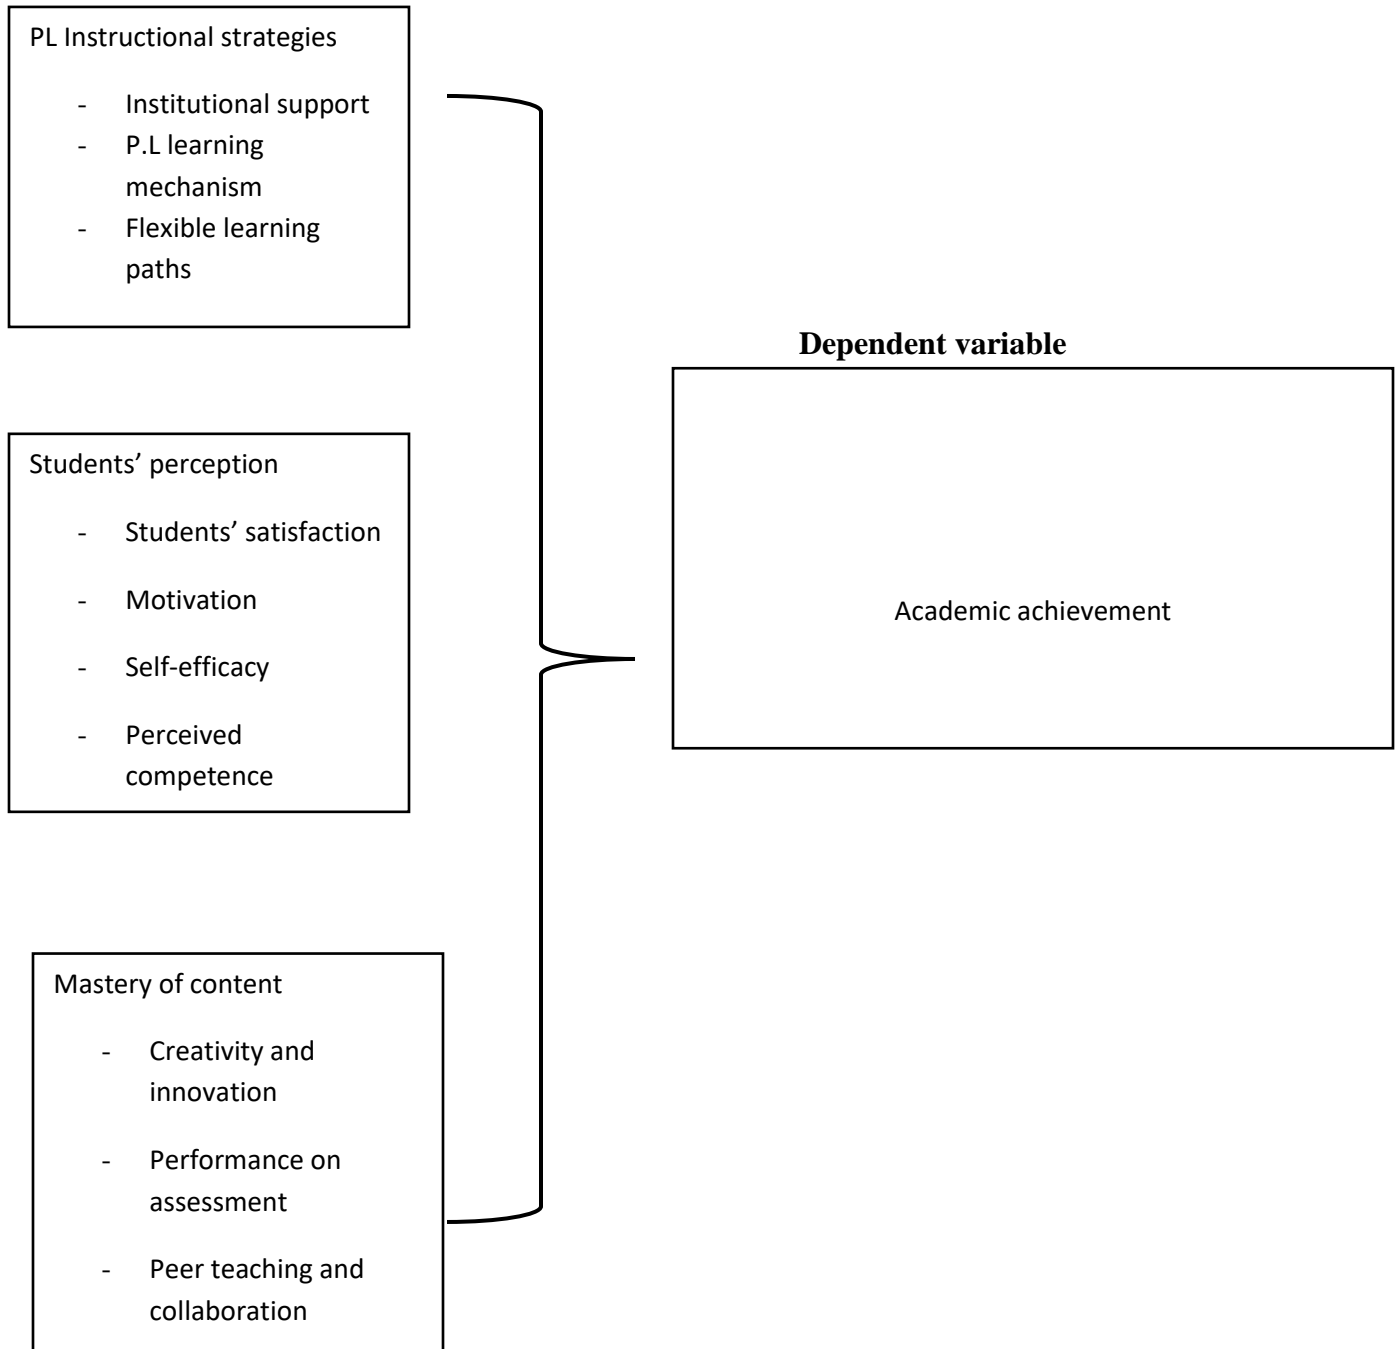 PL Instructional strategies
- Institutional support
- P.L learning
mechanism
- Flexible learning
paths
Dependent variable
Students’ perception
- Students’ satisfaction
- Motivation
- Self-efficacy
- Perceived
competence
Academic achievement
Mastery of content
- Creativity and
innovation
- Performance on
assessment
- Peer teaching and
collaboration